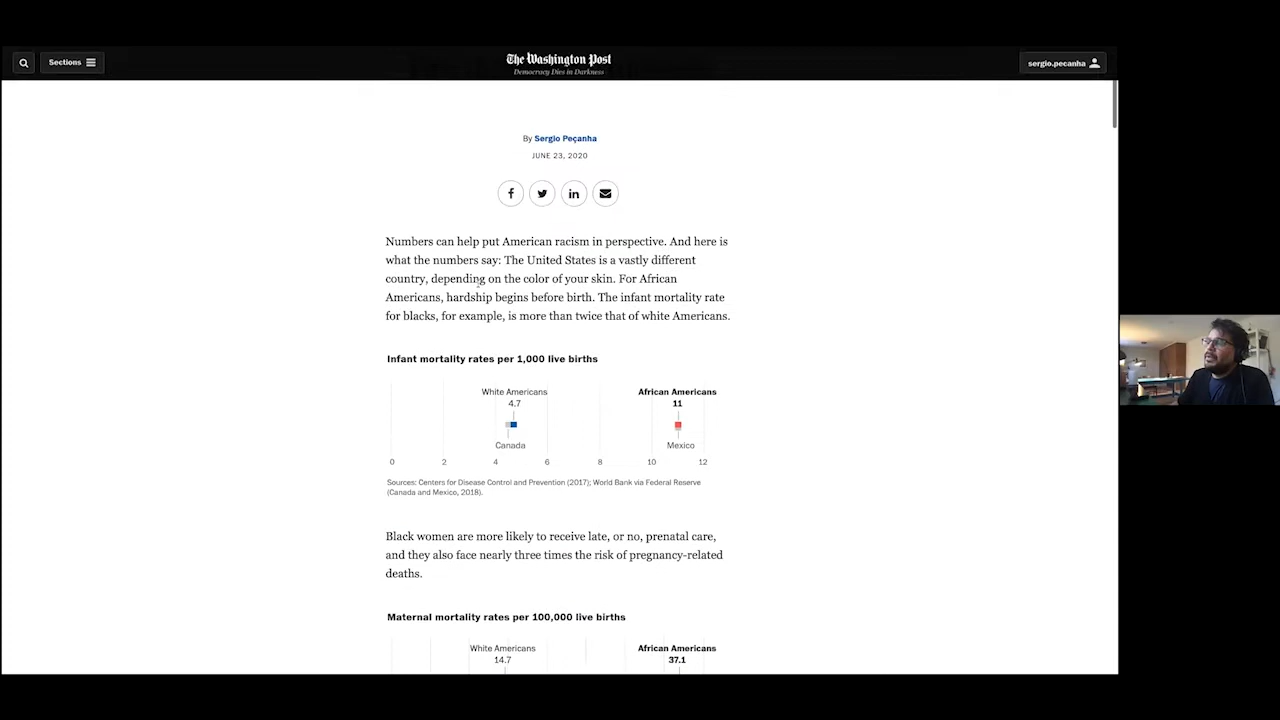 Sections
The Washington Post
Democracy Dies in Darkness
sergio.pecanha
By Sergio Peçanha
JUNE 23, 2020
Numbers can help put American racism in perspective. And here is
what the numbers say: The United States is a vastly different
country, depending on the color of your skin. For African
Americans, hardship begins before birth. The infant mortality rate
for blacks, for example, is more than twice that of white Americans.
Infant mortality rates per 1,000 live births
White Americans
African Americans
4.7
11
Canada
Mexico
0 2 4 6 8 10 12
Sources: Centers for Disease Control and Prevention (2017); World Bank via Federal Reserve
(Canada and Mexico, 2018).
Black women are more likely to receive late, or no, prenatal care,
and they also face nearly three times the risk of pregnancy-related
deaths.
Maternal mortality rates per 100,000 live births
White Americans
African Americans
14.7
37.1